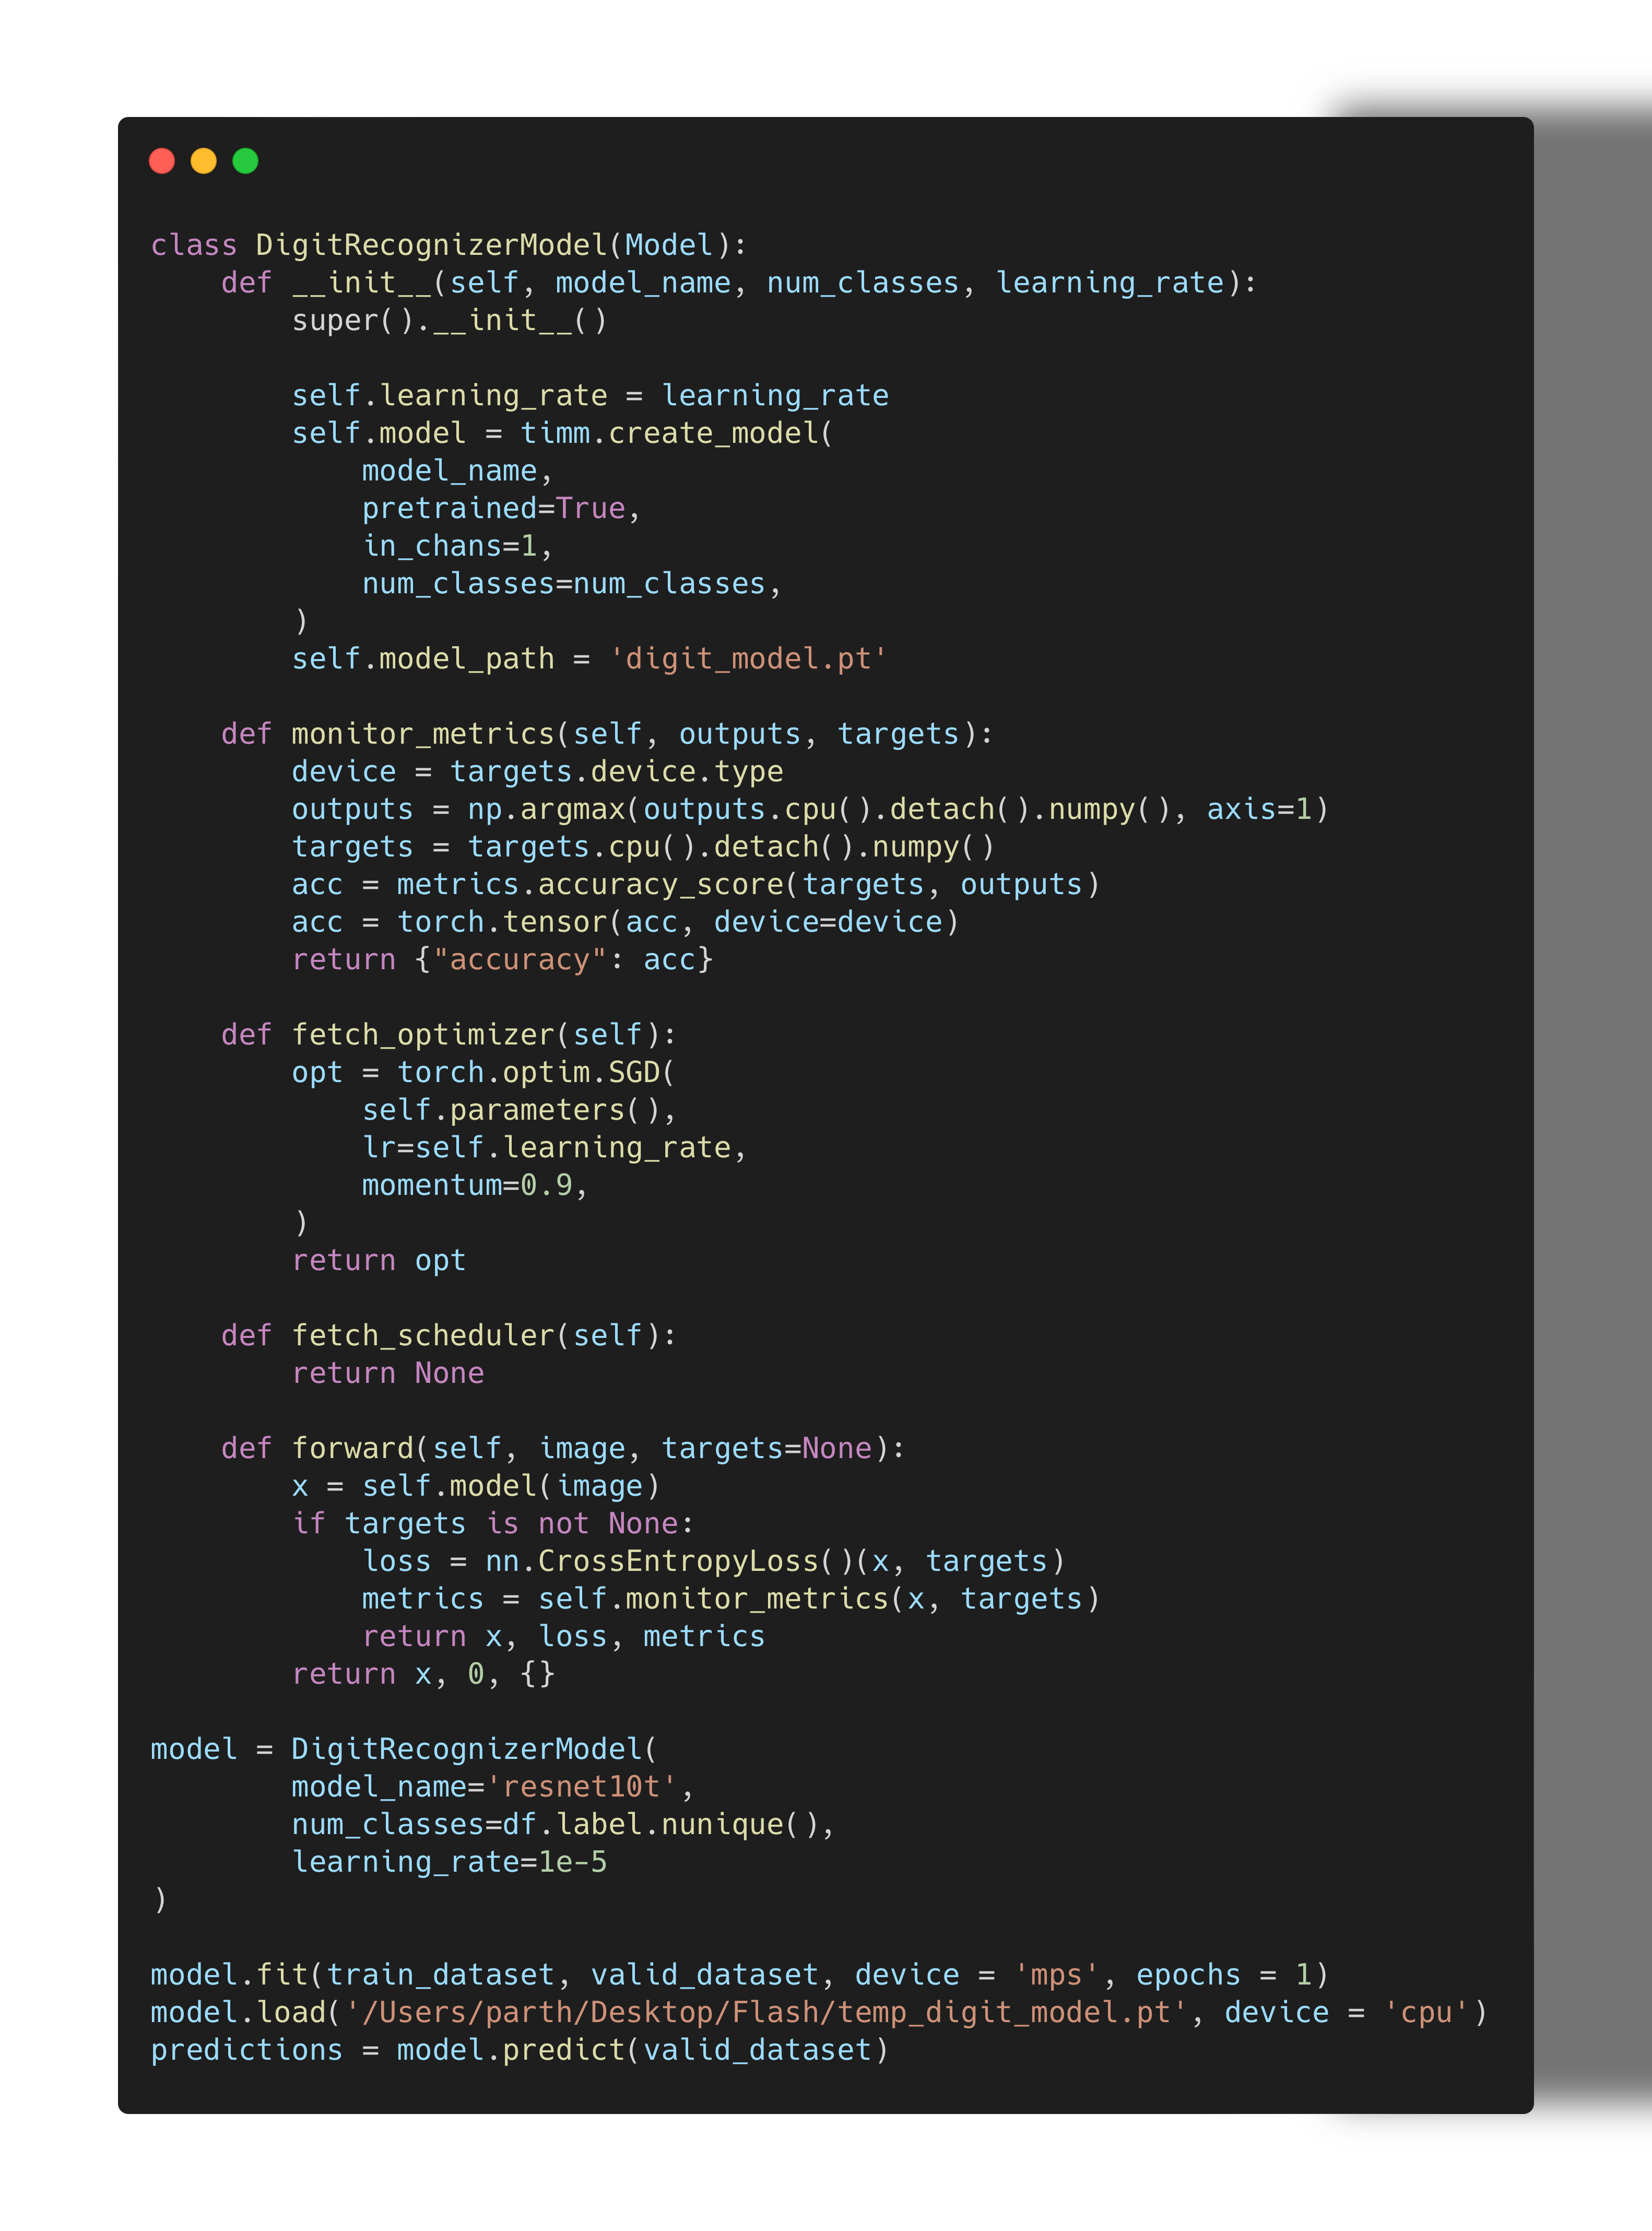 class DigitRecognizerModel(Model):
    def __init__(self, model_name, num_classes, learning_rate):
        super().__init__()

        self.learning_rate = learning_rate
        self.model = timm.create_model(
            model_name,
            pretrained=True,
            in_chans=1,
            num_classes=num_classes,
        )
        self.model_path = 'digit_model.pt'

    def monitor_metrics(self, outputs, targets):
        device = targets.device.type
        outputs = np.argmax(outputs.cpu().detach().numpy(), axis=1)
        targets = targets.cpu().detach().numpy()
        acc = metrics.accuracy_score(targets, outputs)
        acc = torch.tensor(acc, device=device)
        return {"accuracy": acc}

    def fetch_optimizer(self):
        opt = torch.optim.SGD(
            self.parameters(),
            lr=self.learning_rate,
            momentum=0.9,
        )
        return opt

    def fetch_scheduler(self):
        return None

    def forward(self, image, targets=None):
        x = self.model(image)
        if targets is not None:
            loss = nn.CrossEntropyLoss()(x, targets)
            metrics = self.monitor_metrics(x, targets)
            return x, loss, metrics
        return x, 0, {}

model = DigitRecognizerModel(
        model_name='resnet10t',
        num_classes=df.label.nunique(),
        learning_rate=1e-5
)

model.fit(train_dataset, valid_dataset, device = 'mps', epochs = 1)
model.load('/Users/parth/Desktop/Flash/temp_digit_model.pt', device = 'cpu')
predictions = model.predict(valid_dataset)